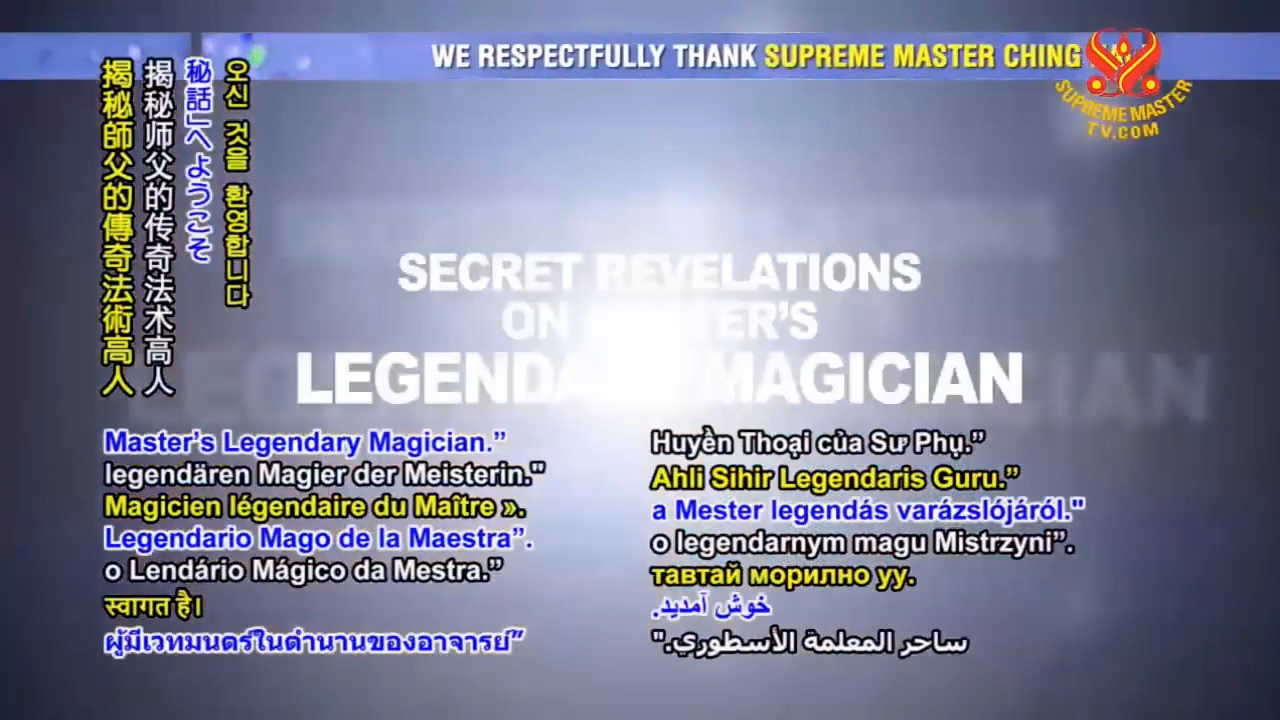 WE RESPECTFULLY THANK SUPREME MASTER CHING
SUPREME MASTER
TV.COM
오신 것을 환영합니다
秘話」へようこそ
揭秘师父的传奇法术高人
揭秘師父的傳奇法術高人
SECRET REVELATIONS
ON MASTER'S
LEGENDARY MAGICIAN
Master's Legendary Magician.”
legendären Magier der Meisterin."
Magicien légendaire du Maître ».
Legendario Mago de la Maestra”.
o Lendário Mágico da Mestra.”
स्वागत है।
ผู้มีเวทมนตร์ในตำนานของอาจารย์”
Huyền Thoại của Sư Phụ.”
Ahli Sihir Legendaris Guru.”
a Mester legendás varázslójáról."
o legendarnym magu Mistrzyni”.
тавтай морилно уу.
خوش آمدید.
ساحر المعلمة الأسطوري."